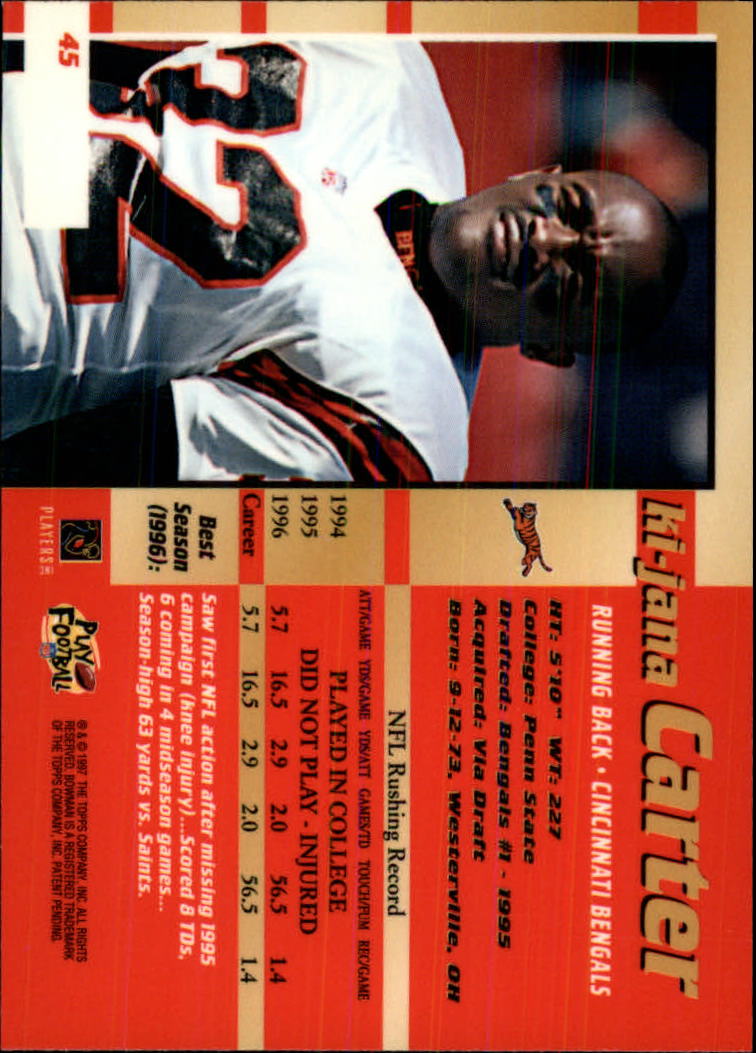 45
32
BENG
ki-jana Carter
RUNNING BACK • CINCINNATI BENGALS
HT: 5'10" WT: 227
College: Penn State
Drafted: Bengals #1 - 1995
Acquired: Via Draft
Born: 9-12-73, Westerville, OH
NFL Rushing Record
ATT/GAME YDS/GAME YDS/ATT GAMES/TD TOUCH/FUM REC/GAME
1994 PLAYED IN COLLEGE
1995 DID NOT PLAY - INJURED
1996 5.7 16.5 2.9 2.0 56.5 1.4
Career 5.7 16.5 2.9 2.0 56.5 1.4
Best
Season
(1996):
Saw first NFL action after missing 1995
campaign (knee injury)...Scored 8 TDs,
6 coming in 4 midseason games...
Season-high 63 yards vs. Saints.
PLAYERS INC
PLAY
FOOTBALL
NFL
® & © 1997 THE TOPPS COMPANY, INC. ALL RIGHTS
RESERVED. BOWMAN IS A REGISTERED TRADEMARK
OF THE TOPPS COMPANY, INC. PATENT PENDING.